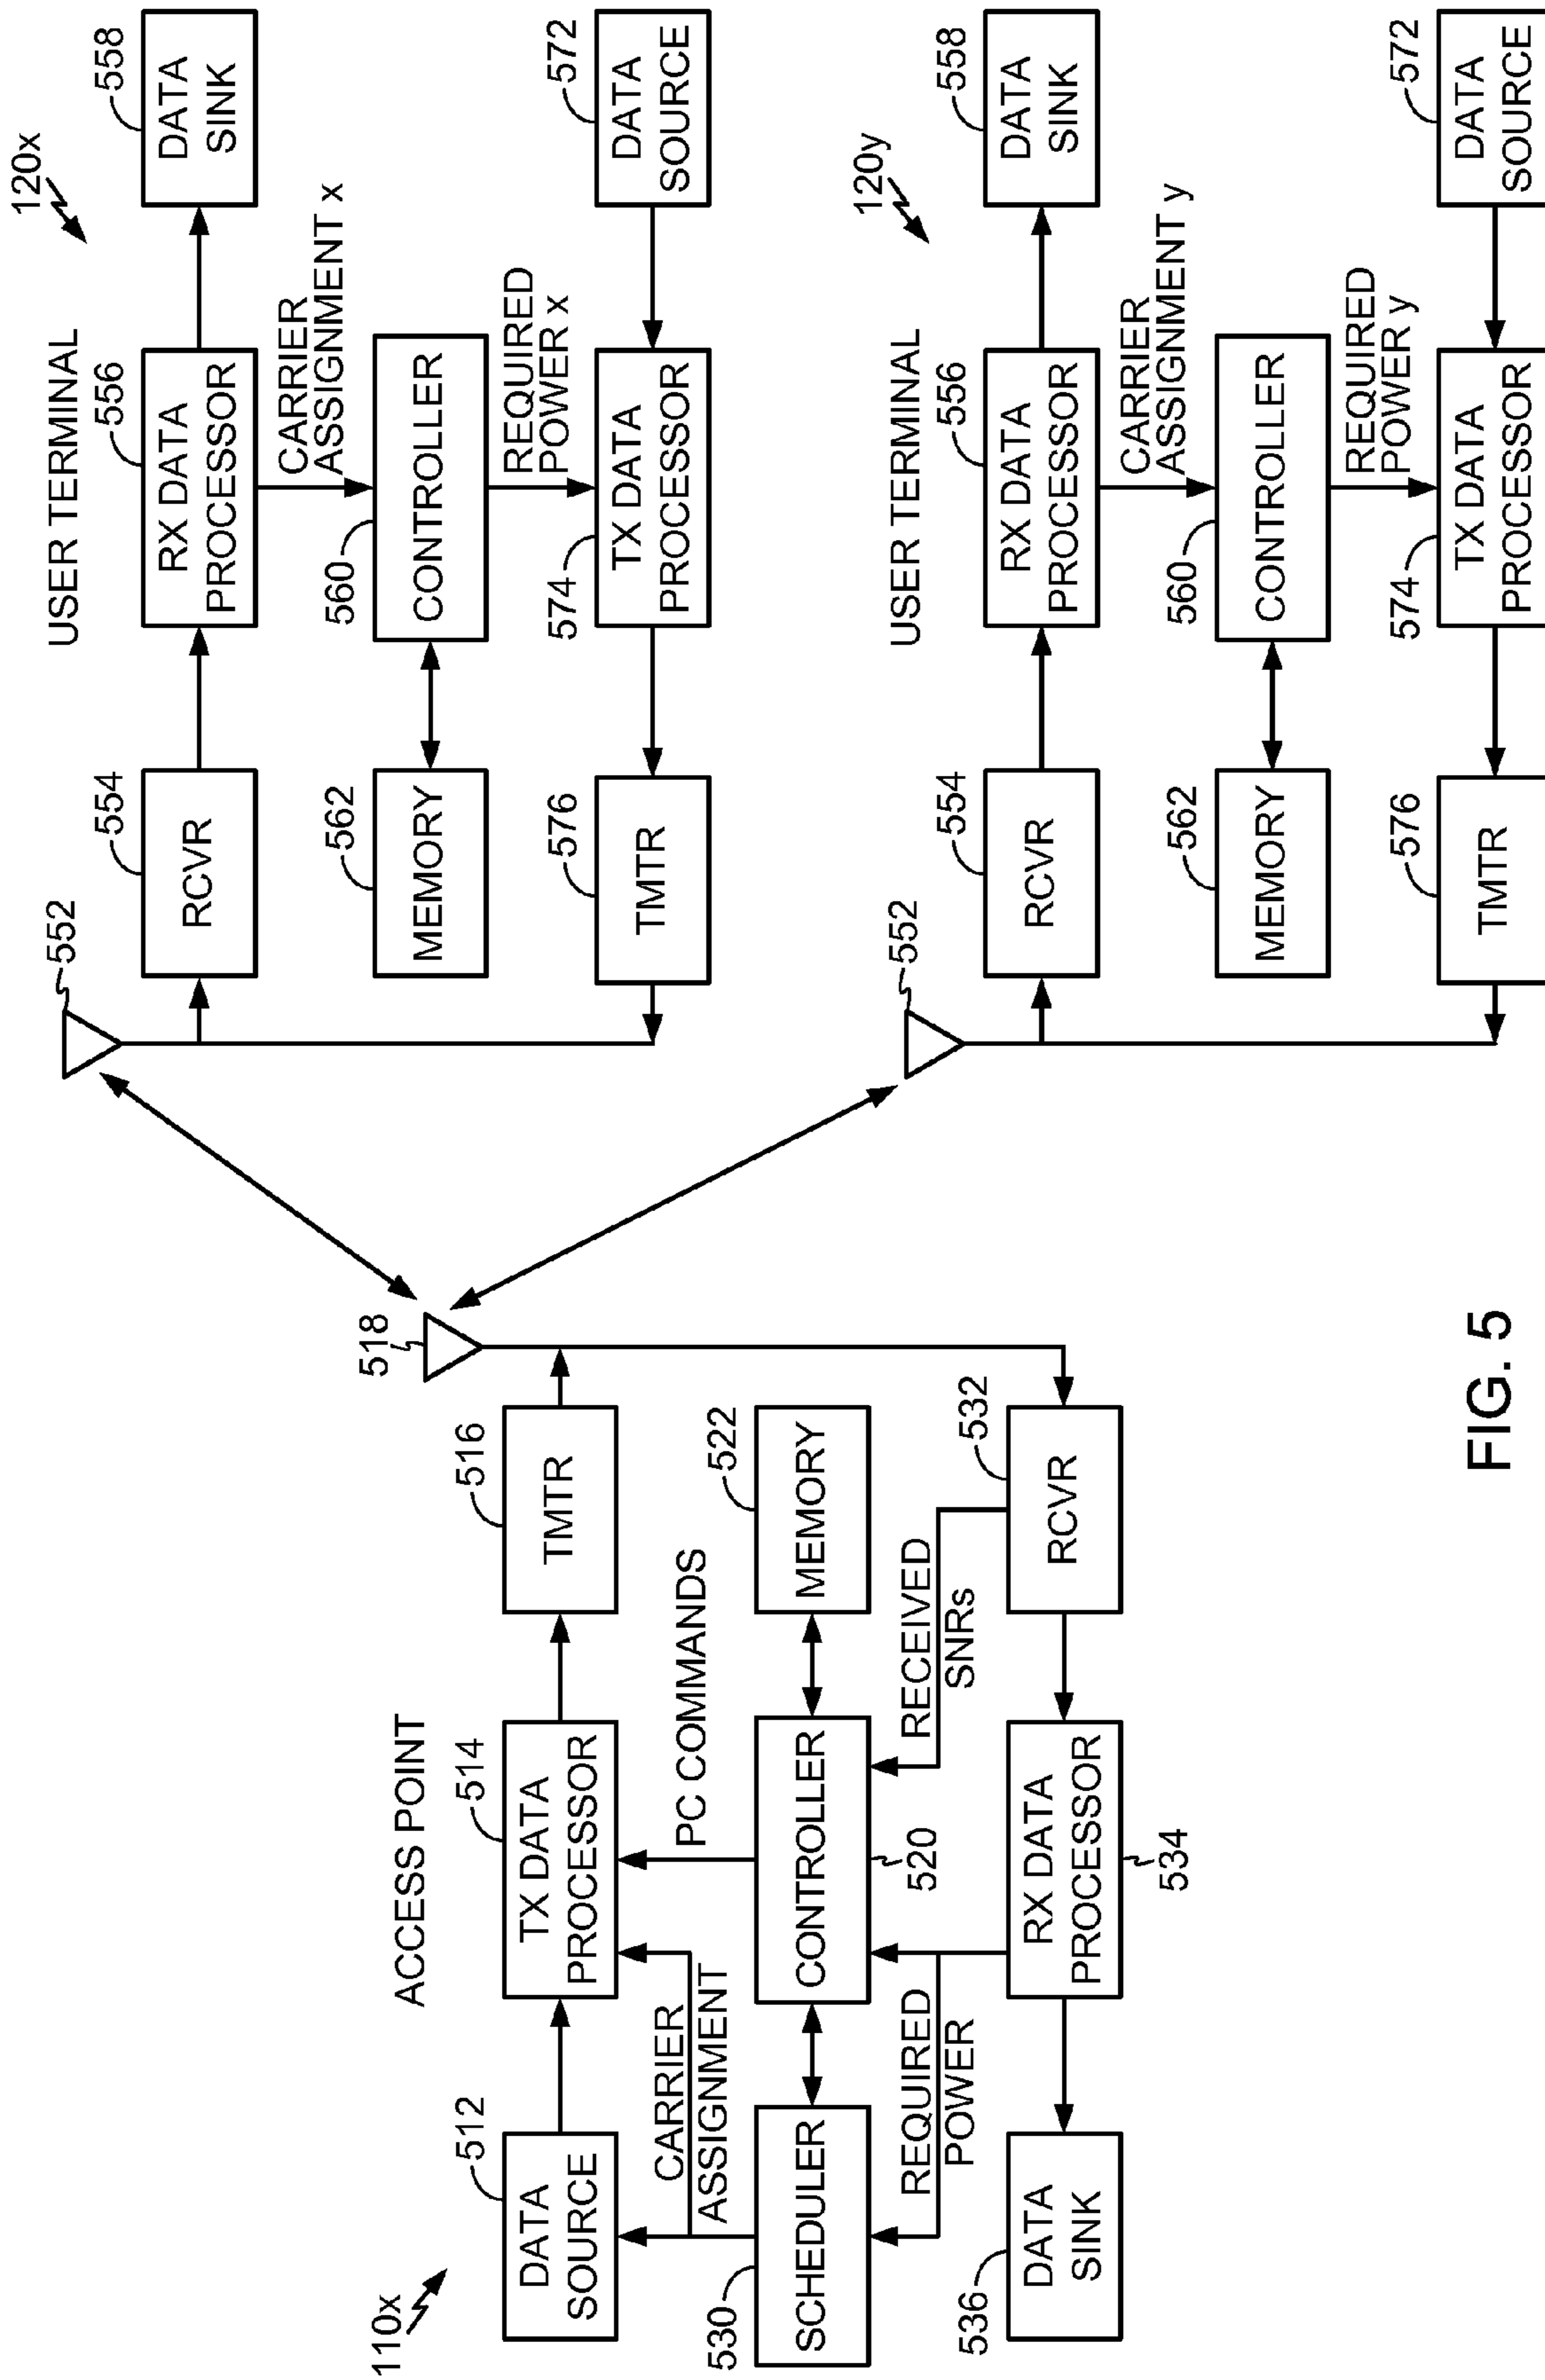 110x
ACCESS POINT
512
DATA
SOURCE
514
TX DATA
PROCESSOR
516
TMTR
518
CARRIER
ASSIGNMENT
PC COMMANDS
530
SCHEDULER
CONTROLLER
520
522
MEMORY
REQUIRED
POWER
RECEIVED
SNRs
536
DATA
SINK
RX DATA
PROCESSOR
534
532
RCVR
USER TERMINAL
120x
552
554
RCVR
556
RX DATA
PROCESSOR
558
DATA
SINK
CARRIER
ASSIGNMENT x
562
MEMORY
560
CONTROLLER
REQUIRED
POWER x
576
TMTR
574
TX DATA
PROCESSOR
572
DATA
SOURCE
USER TERMINAL
120y
552
554
RCVR
556
RX DATA
PROCESSOR
558
DATA
SINK
CARRIER
ASSIGNMENT y
562
MEMORY
560
CONTROLLER
REQUIRED
POWER y
576
TMTR
574
TX DATA
PROCESSOR
572
DATA
SOURCE
FIG. 5